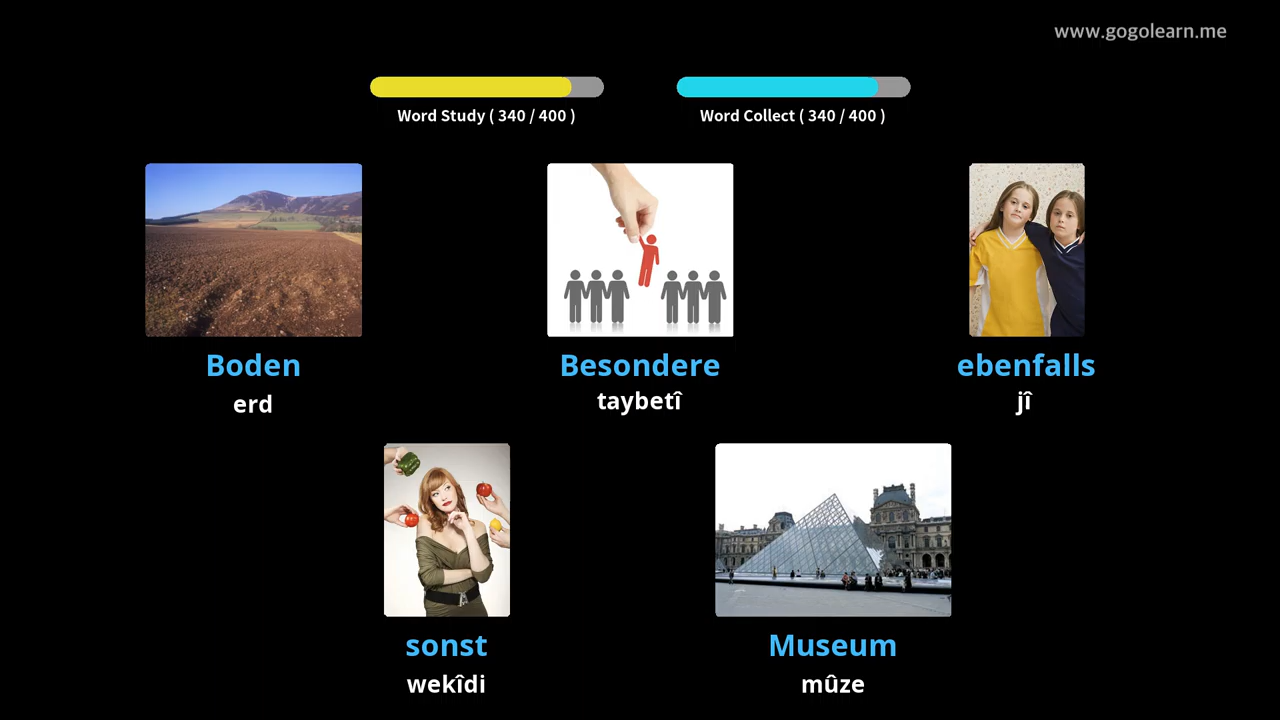 www.gogolearn.me
Word Study ( 340 / 400 )
Word Collect ( 340 / 400 )
Boden
erd
Besondere
taybetî
ebenfalls
jî
sonst
wekîdi
Museum
mûze